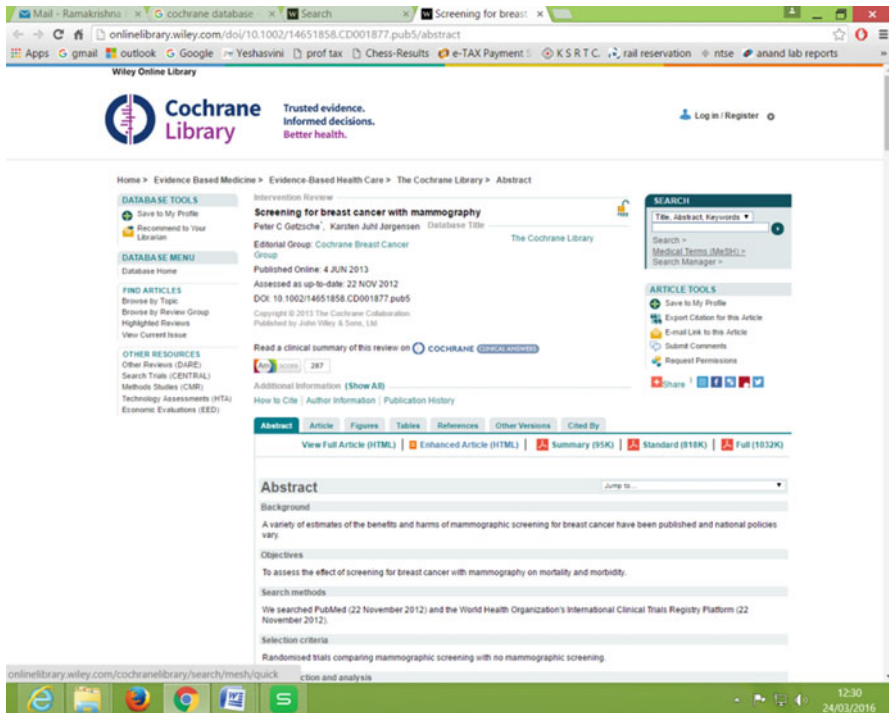 Mail - Ramakrishna
cochrane database
Search
Screening for breast
onlinelibrary.wiley.com/doi/10.1002/14651858.CD001877.pub5/abstract
Apps gmail outlook Google Yeshasvini prof tax Chess-Results e-TAX Payment S K S R T C. rail reservation ntse anand lab reports »
Wiley Online Library
Cochrane Library
Trusted evidence.
Informed decisions.
Better health.
Log in / Register
Home > Evidence Based Medicine > Evidence-Based Health Care > The Cochrane Library > Abstract
DATABASE TOOLS
Save to My Profile
Recommend to Your
Librarian
DATABASE MENU
Database Home
FIND ARTICLES
Browse by Topic
Browse by Review Group
Highlighted Reviews
View Current Issue
OTHER RESOURCES
Other Reviews (DARE)
Search Trials (CENTRAL)
Methods Studies (CMR)
Technology Assessments (HTA)
Economic Evaluations (EED)
Intervention Review
Screening for breast cancer with mammography
FREE
Peter C Gøtzsche*, Karsten Juhl Jørgensen Database Title
The Cochrane Library
Editorial Group: Cochrane Breast Cancer
Group
Published Online: 4 JUN 2013
Assessed as up-to-date: 22 NOV 2012
DOI: 10.1002/14651858.CD001877.pub5
Copyright © 2013 The Cochrane Collaboration.
Published by John Wiley & Sons, Ltd.
Read a clinical summary of this review on COCHRANE CLINICAL ANSWERS
Am score 287
Additional Information (Show All)
How to Cite | Author Information | Publication History
SEARCH
Title, Abstract, Keywords
Search >
Medical Terms (MeSH) >
Search Manager >
ARTICLE TOOLS
Save to My Profile
Export Citation for this Article
E-mail Link to this Article
Submit Comments
Request Permissions
Share
Abstract Article Figures Tables References Other Versions Cited By
View Full Article (HTML) | Enhanced Article (HTML) | Summary (95K) | Standard (818K) | Full (1032K)
Abstract
Jump to...
Background
A variety of estimates of the benefits and harms of mammographic screening for breast cancer have been published and national policies
vary.
Objectives
To assess the effect of screening for breast cancer with mammography on mortality and morbidity.
Search methods
We searched PubMed (22 November 2012) and the World Health Organization's International Clinical Trials Registry Platform (22
November 2012).
Selection criteria
Randomised trials comparing mammographic screening with no mammographic screening.
onlinelibrary.wiley.com/cochranelibrary/search/mesh/quick
ction and analysis
12:30
24/03/2016